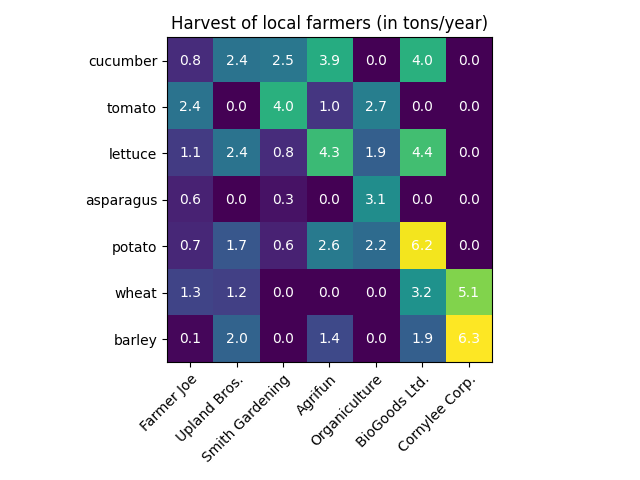 Harvest of local farmers (in tons/year)
cucumber 0.8 2.4 2.5 3.9 0.0 4.0 0.0
tomato 2.4 0.0 4.0 1.0 2.7 0.0 0.0
lettuce 1.1 2.4 0.8 4.3 1.9 4.4 0.0
asparagus 0.6 0.0 0.3 0.0 3.1 0.0 0.0
potato 0.7 1.7 0.6 2.6 2.2 6.2 0.0
wheat 1.3 1.2 0.0 0.0 0.0 3.2 5.1
barley 0.1 2.0 0.0 1.4 0.0 1.9 6.3
Farmer Joe
Upland Bros.
Smith Gardening
Agrifun
Organiculture
BioGoods Ltd.
Cornylee Corp.